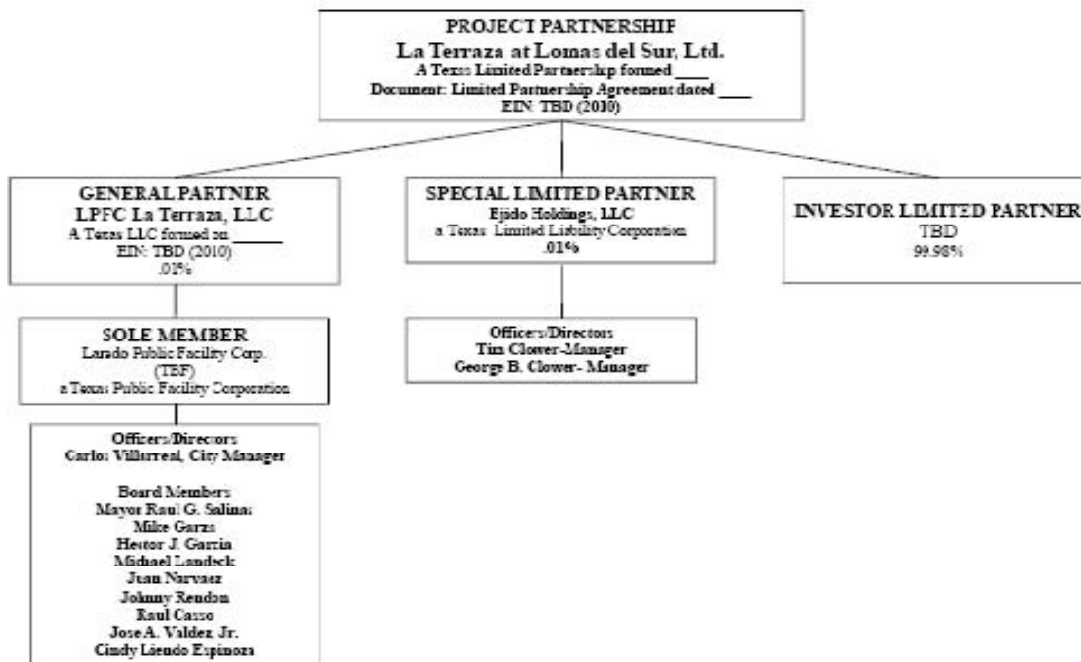 PROJECT PARTNERSHIP
La Terraza at Lomas del Sur, Ltd.
A Texas Limited Partnership formed ____
Document: Limited Partnership Agreement dated ____
EIN: TBD (2010)
GENERAL PARTNER
LPFC La Terraza, LLC
A Texas LLC formed on ______
EIN: TBD (2010)
.01%
SPECIAL LIMITED PARTNER
Ejido Holdings, LLC
a Texas Limited Liability Corporation
.01%
INVESTOR LIMITED PARTNER
TBD
99.98%
SOLE MEMBER
Laredo Public Facility Corp.
(TBF)
a Texas Public Facility Corporation
Officers/Directors
Tim Clower-Manager
George B. Clower- Manager
Officers/Directors
Carlos Villarreal, City Manager
Board Members
Mayor Raul G. Salinas
Mike Garza
Hector J. Garcia
Michael Landeck
Juan Narvaez
Johnny Rendon
Raul Casso
Jose A. Valdez Jr.
Cindy Liendo Espinoza